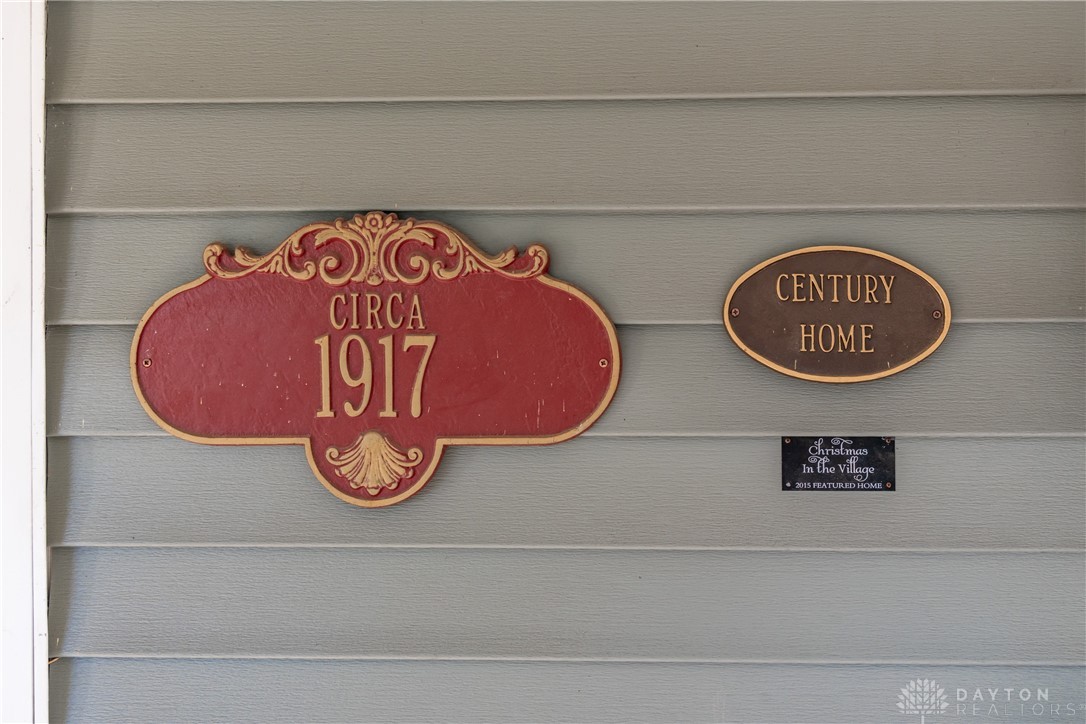 CIRCA
1917
CENTURY
HOME
Christmas
In the Village
2015 FEATURED HOME
DAYTON
REALTORS